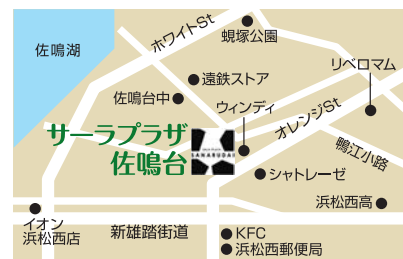 ホワイトSt
蜆塚公園
佐鳴湖
遠鉄ストア
リベロマム
佐鳴台中
ウィンディ
オレンジSt
サーラプラザ
佐鳴台
SANARUDAI
鴨江小路
シャトレーゼ
浜松西高
イオン
浜松西店
新雄踏街道
KFC
浜松西郵便局